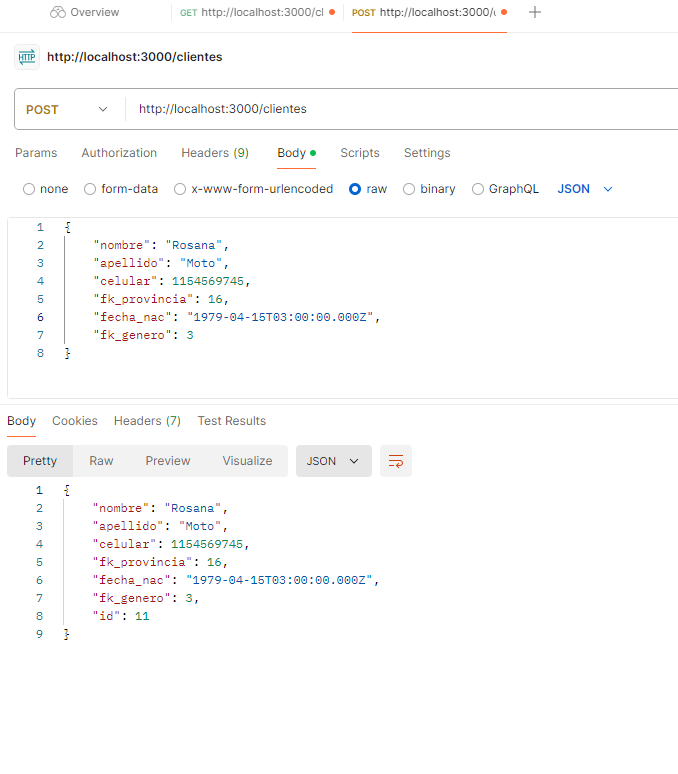 Overview GET http://localhost:3000/cl POST http://localhost:3000/
HTTP http://localhost:3000/clientes
POST http://localhost:3000/clientes
Params Authorization Headers (9) Body Scripts Settings
none form-data x-www-form-urlencoded raw binary GraphQL JSON
1 {
2 "nombre": "Rosana",
3 "apellido": "Moto",
4 "celular": 1154569745,
5 "fk_provincia": 16,
6 "fecha_nac": "1979-04-15T03:00:00.000Z",
7 "fk_genero": 3
8 }
Body Cookies Headers (7) Test Results
Pretty Raw Preview Visualize JSON
1 {
2 "nombre": "Rosana",
3 "apellido": "Moto",
4 "celular": 1154569745,
5 "fk_provincia": 16,
6 "fecha_nac": "1979-04-15T03:00:00.000Z",
7 "fk_genero": 3,
8 "id": 11
9 }